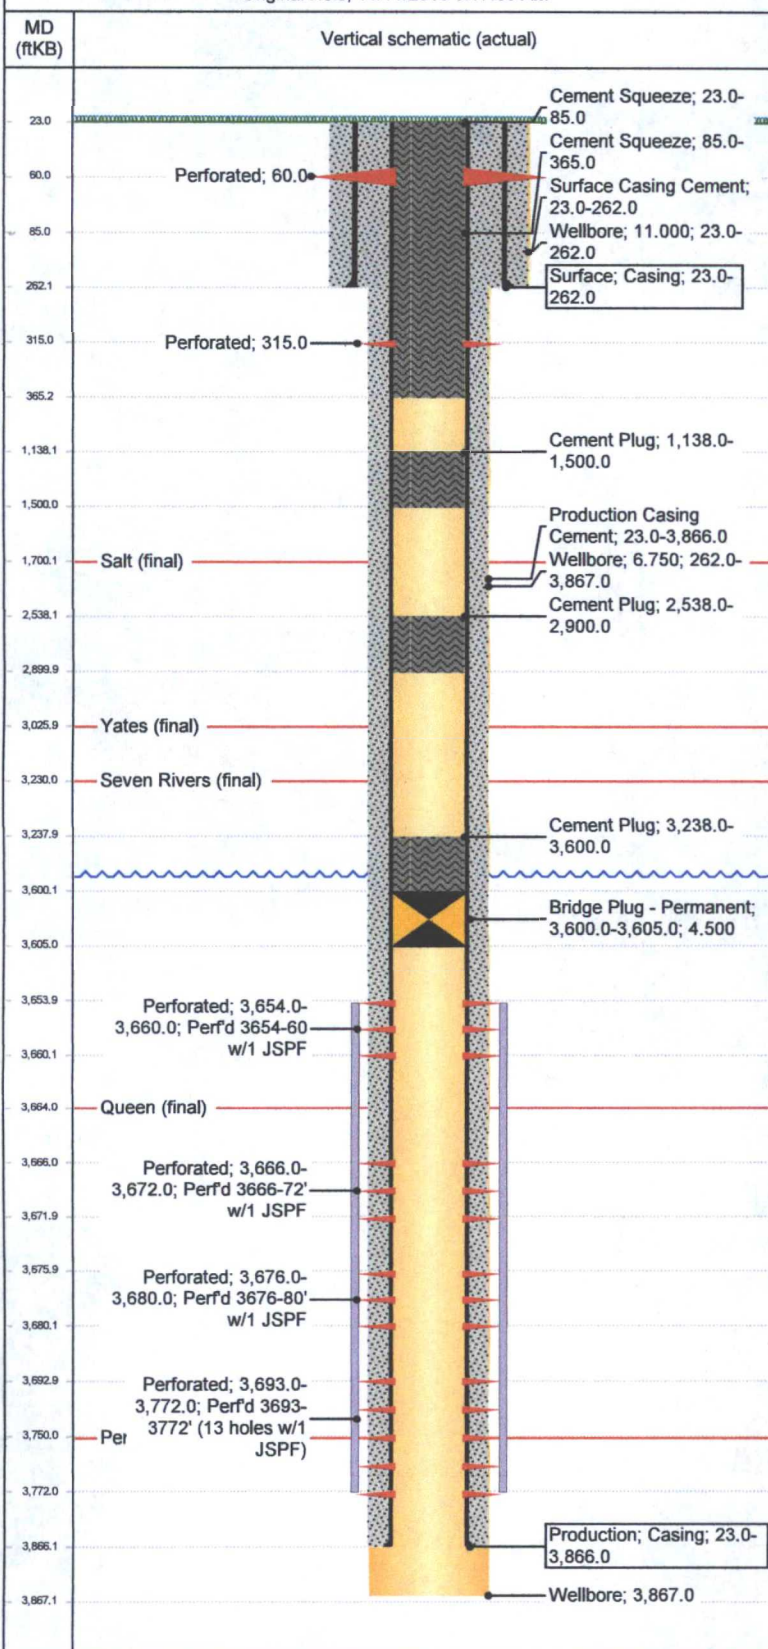 MD
(ftKB)
Vertical schematic (actual)
23.0
60.0
85.0
262.1
315.0
365.2
1,138.1
1,500.0
1,700.1
2,538.1
2,899.9
3,025.9
3,230.0
3,237.9
3,600.1
3,605.0
3,653.9
3,660.1
3,664.0
3,666.0
3,671.9
3,675.9
3,680.1
3,692.9
3,750.0
3,772.0
3,866.1
3,867.1
Perforated; 60.0
Perforated; 315.0
Salt (final)
Yates (final)
Seven Rivers (final)
Perforated; 3,654.0-
3,660.0; Perf'd 3654-60
w/1 JSPF
Queen (final)
Perforated; 3,666.0-
3,672.0; Perf'd 3666-72'
w/1 JSPF
Perforated; 3,676.0-
3,680.0; Perf'd 3676-80'
w/1 JSPF
Perforated; 3,693.0-
3,772.0; Perf'd 3693-
3772' (13 holes w/1
JSPF)
Per
Cement Squeeze; 23.0-
85.0
Cement Squeeze; 85.0-
365.0
Surface Casing Cement;
23.0-262.0
Wellbore; 11.000; 23.0-
262.0
Surface; Casing; 23.0-
262.0
Cement Plug; 1,138.0-
1,500.0
Production Casing
Cement; 23.0-3,866.0
Wellbore; 6.750; 262.0-
3,867.0
Cement Plug; 2,538.0-
2,900.0
Cement Plug; 3,238.0-
3,600.0
Bridge Plug - Permanent;
3,600.0-3,605.0; 4.500
Production; Casing; 23.0-
3,866.0
Wellbore; 3,867.0